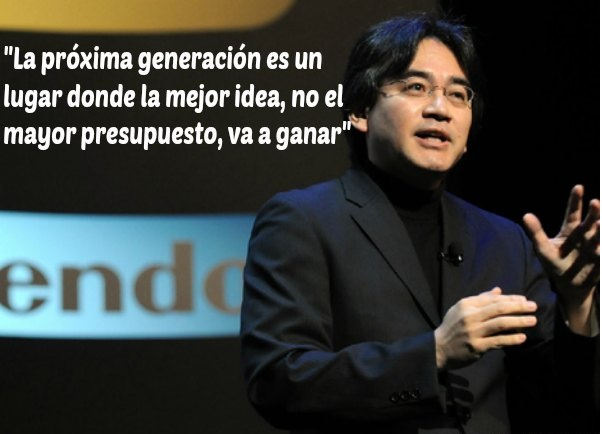 "La próxima generación es un
lugar donde la mejor idea, no el
mayor presupuesto, va a ganar"
endo